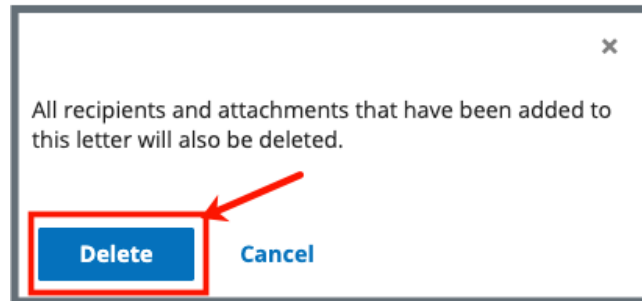 All recipients and attachments that have been added to
this letter will also be deleted.
Delete Cancel